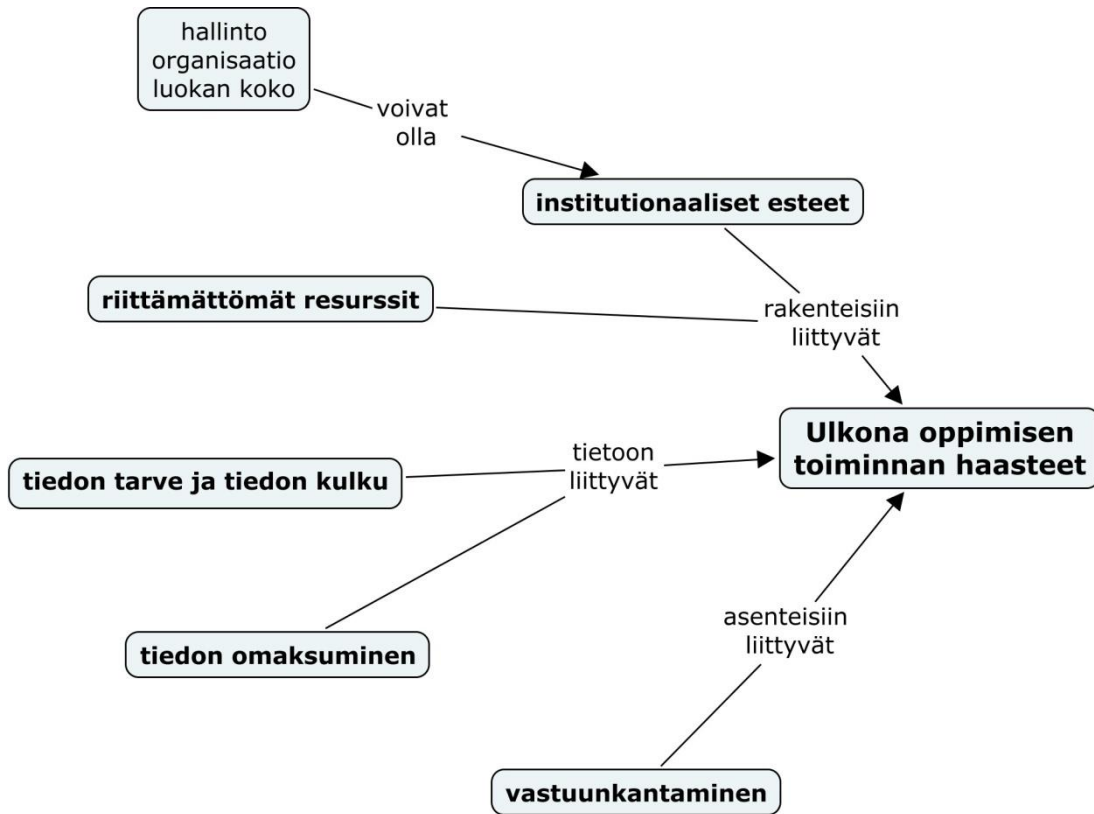 hallinto
organisaatio
luokan koko
voivat
olla
institutionaaliset esteet
riittämättömät resurssit
rakenteisiin
liittyvät
Ulkona oppimisen
toiminnan haasteet
tietoon
liittyvät
tiedon tarve ja tiedon kulku
asenteisiin
liittyvät
tiedon omaksuminen
vastuunkantaminen